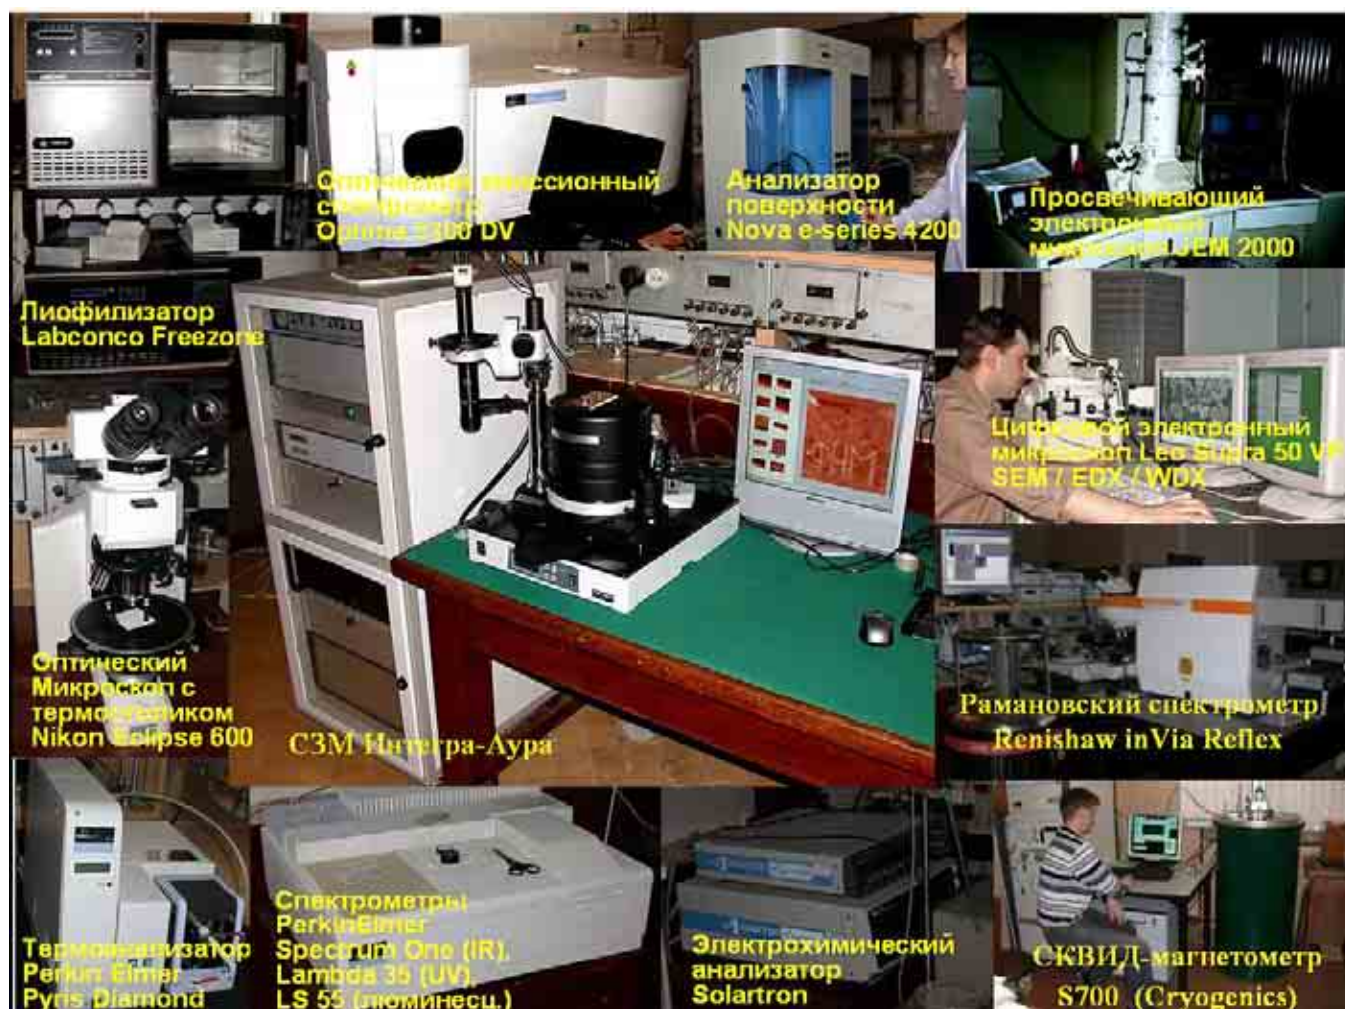 Оптический эмиссионный
спектрометр
Optima 5300 DV
Анализатор
поверхности
Nova e-series 4200
Просвечивающий
электронный
микроскоп JEM 2000
Лиофилизатор
Labconco Freezone
Цифровой электронный
микроскоп Leo Supra 50 VP
SEM / EDX / WDX
Оптический
Микроскоп с
термостоликом
Nikon Eclipse 600
СЗМ Интегра-Аура
Рамановский спектрометр
Renishaw inVia Reflex
Термоанализатор
Perkin Elmer
Pyris Diamond
Спектрометры
PerkinElmer
Spectrum One (IR),
Lambda 35 (UV),
LS 55 (люминесц.)
Электрохимический
анализатор
Solartron
СКВИД-магнетометр
S700 (Cryogenics)